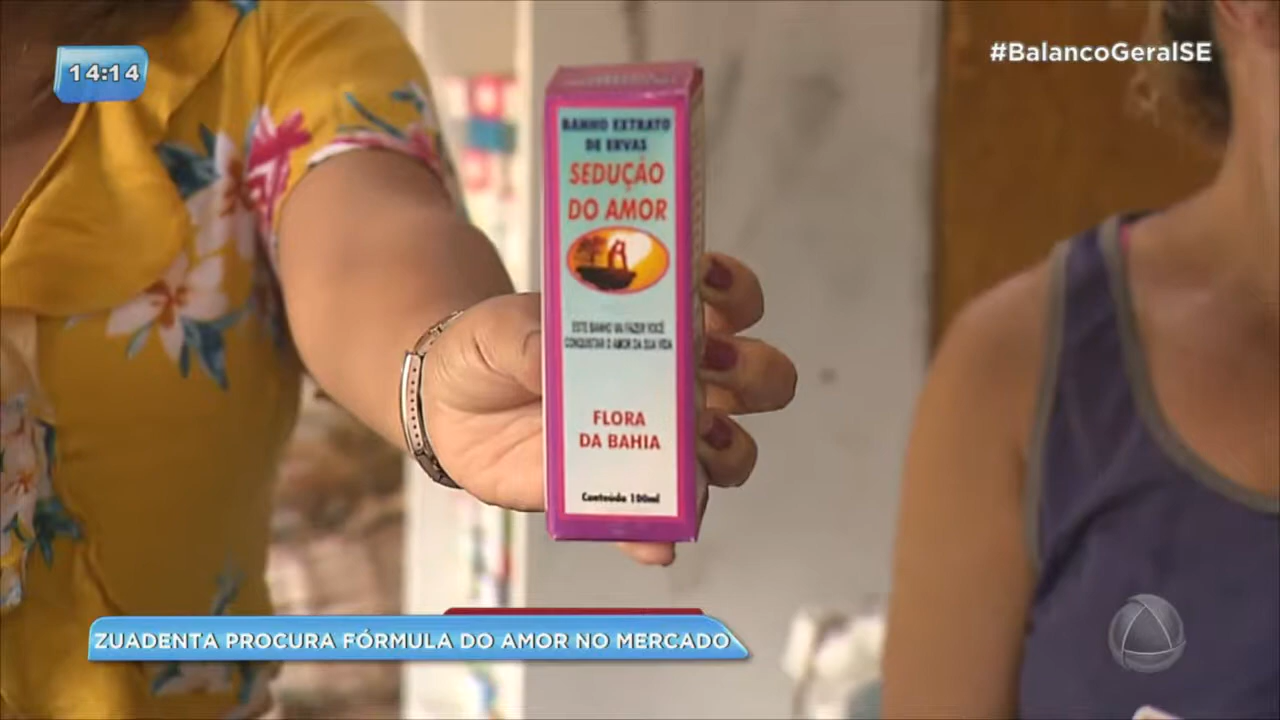 14:14
#BalancoGeralSE
BANHO EXTRATO
DE ERVAS
SEDUÇÃO
DO AMOR
ESTE BANHO VAI FAZER VOCÊ
CONQUISTAR O AMOR DA SUA VIDA
FLORA
DA BAHIA
Conteúdo 100ml
ZUADENTA PROCURA FÓRMULA DO AMOR NO MERCADO